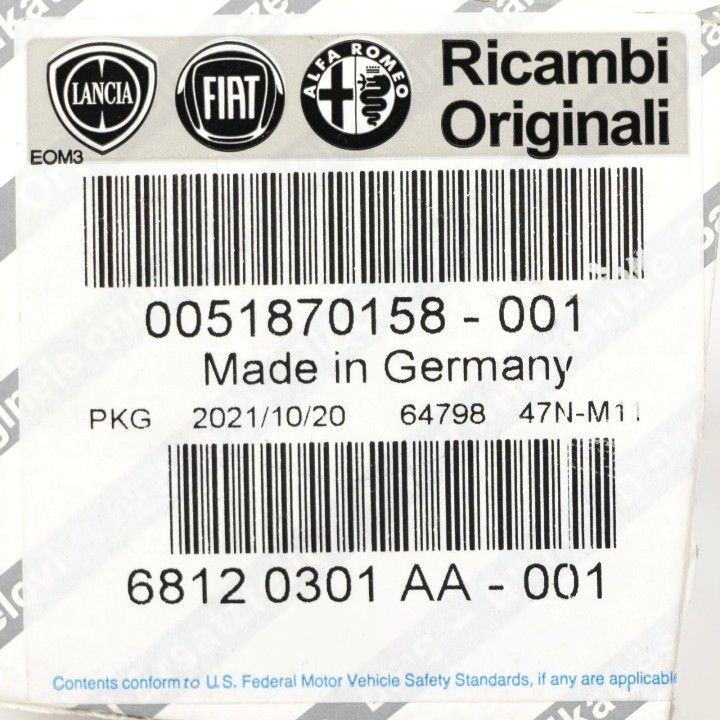 LANCIA FIAT ALFA ROMEO Ricambi
Originali
EOM3
0051870158 - 001
Made in Germany
PKG 2021/10/20 64798 47N-M11
6812 0301 AA - 001
Contents conform to U.S. Federal Motor Vehicle Safety Standards, if any are applicable